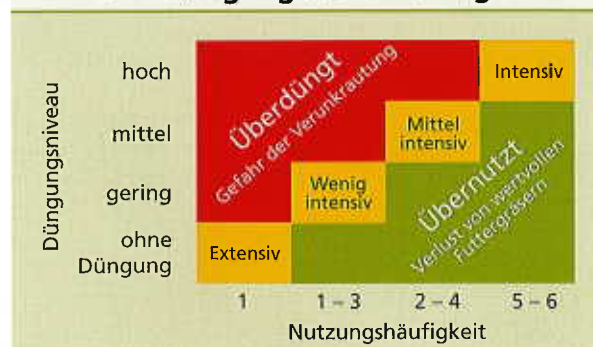 Düngungsniveau
hoch
mittel
gering
ohne
Düngung
Überdüngt
Gefahr der Verunkrautung
Intensiv
Mittel
intensiv
Wenig
intensiv
Extensiv
Übernutzt
Verlust von wertvollen
Futtergräsern
1
1 – 3
2 – 4
5 – 6
Nutzungshäufigkeit